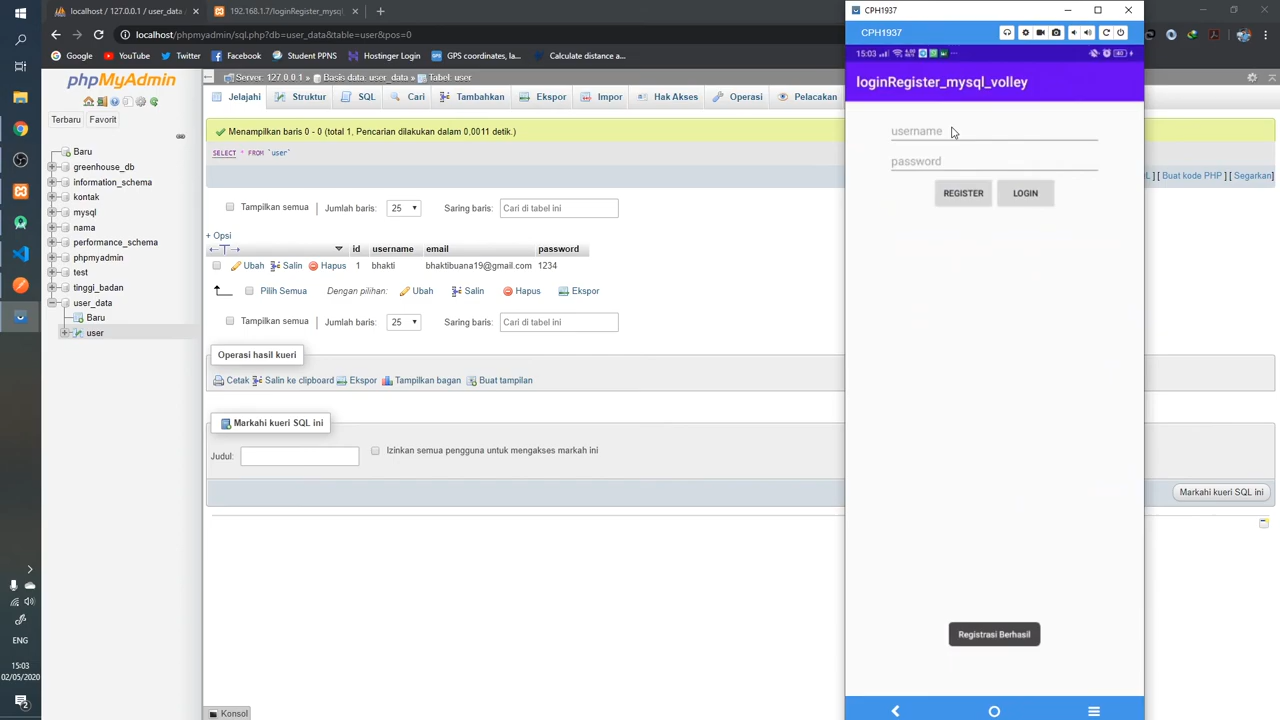 localhost / 127.0.0.1 / user_data
192.168.1.7/loginRegister_mysql_v
localhost/phpmyadmin/sql.php?db=user_data&table=user&pos=0
Google
YouTube
Twitter
Facebook
Student PPNS
Hosting | Login
Calculate distance a...
phpMyAdmin
Terbaru
Favorit
Baru
greenhouse_db
information_schema
kontak
mysql
nama
performance_schema
phpmyadmin
test
tinggi_badan
user_data
Baru
user
Server: 127.0.0.1 » Basis data: user_data » Tabel: user
Jelajahi
Struktur
SQL
Cari
Tambahkan
Ekspor
Impor
Hak Akses
Operasi
Pelacakan
Menampilkan baris 0 - 0 (total 1, Pencarian dilakukan dalam 0,0011 detik.)
SELECT * FROM `user`
] [ Buat kode PHP ] [ Segarkan]
Tampilkan semua
Jumlah baris:
25
Saring baris:
Cari di tabel ini
+ Opsi
id username email password
Ubah Salin Hapus 1 bhakti bhaktibuana19@gmail.com 1234
Pilih Semua Dengan pilihan: Ubah Salin Hapus Ekspor
Tampilkan semua
Jumlah baris:
25
Saring baris:
Cari di tabel ini
Operasi hasil kueri
Cetak Salin ke clipboard Ekspor Tampilkan bagan Buat tampilan
Markahi kueri SQL ini
Judul:
Izinkan semua pengguna untuk mengakses markah ini
Markahi kueri SQL ini
Konsol
CPH1937
CPH1937
15:03
loginRegister_mysql_volley
username
password
REGISTER
LOGIN
Registrasi Berhasil
ENG
15:03
02/05/2020
2